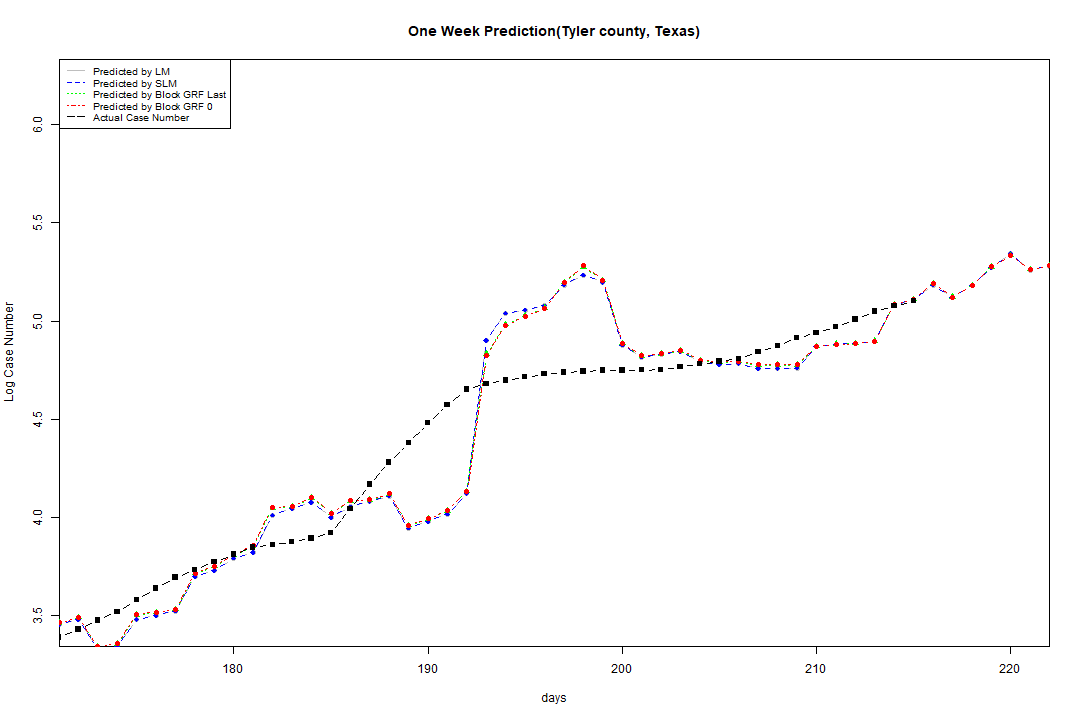 One Week Prediction(Tyler county, Texas)
Predicted by LM
Predicted by SLM
Predicted by Block GRF Last
Predicted by Block GRF 0
Actual Case Number
6.0
5.5
5.0
4.5
4.0
3.5
Log Case Number
180 190 200 210 220
days